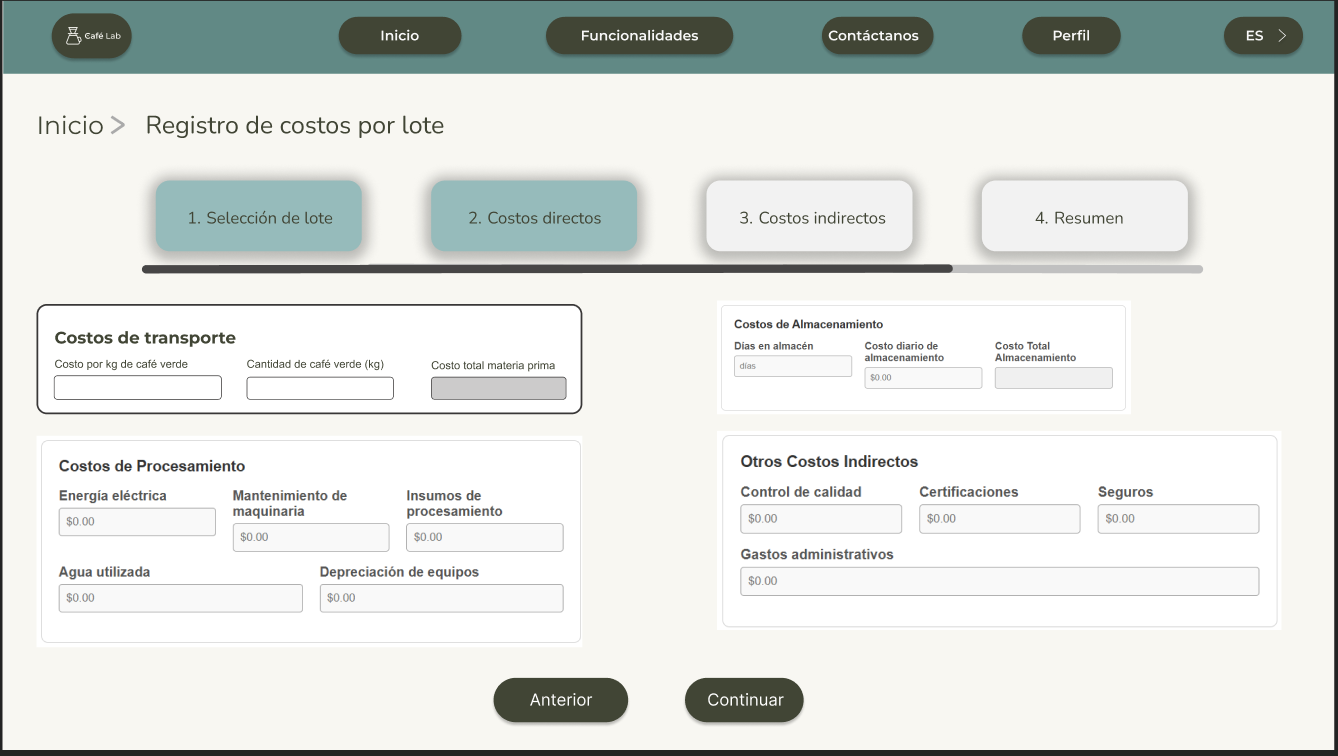 Café Lab
Inicio
Funcionalidades
Contáctanos
Perfil
ES >
Inicio > Registro de costos por lote
1. Selección de lote
2. Costos directos
3. Costos indirectos
4. Resumen
Costos de transporte
Costo por kg de café verde
Cantidad de café verde (kg)
Costo total materia prima
Costos de Almacenamiento
Días en almacén
días
Costo diario de
almacenamiento
$0.00
Costo Total
Almacenamiento
Costos de Procesamiento
Energía eléctrica
$0.00
Mantenimiento de
maquinaria
$0.00
Insumos de
procesamiento
$0.00
Agua utilizada
$0.00
Depreciación de equipos
$0.00
Otros Costos Indirectos
Control de calidad
$0.00
Certificaciones
$0.00
Seguros
$0.00
Gastos administrativos
$0.00
Anterior
Continuar